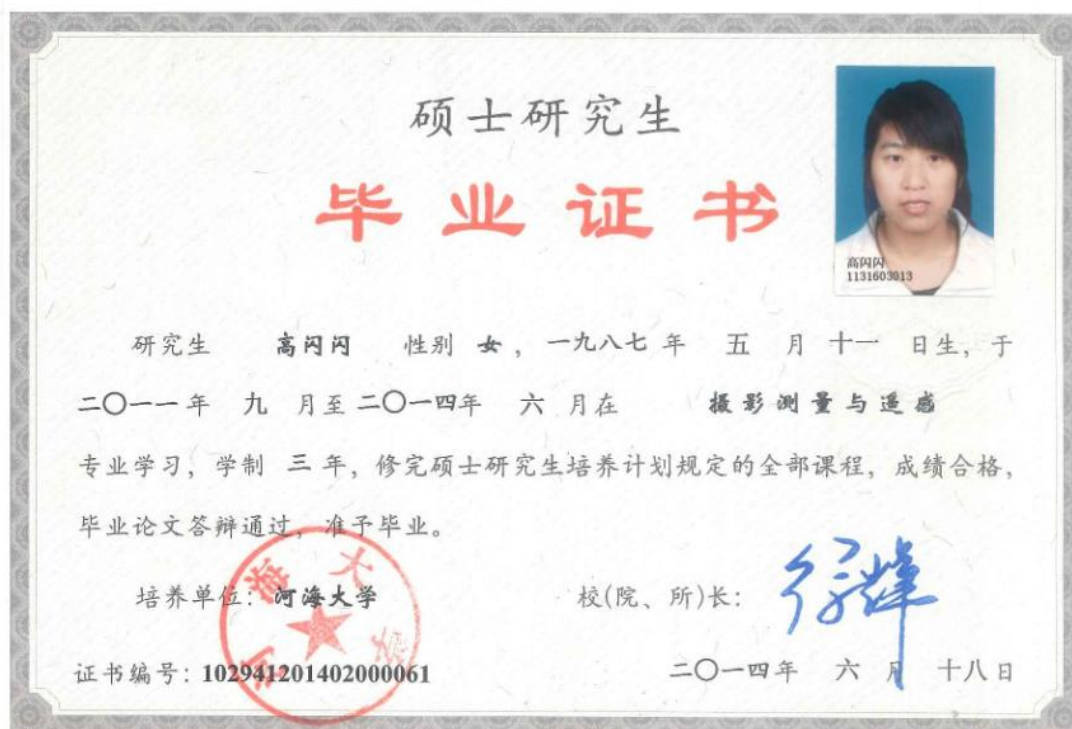 硕士研究生
毕业证书
高闪闪
1131603013
研究生 高闪闪 性别 女，一九八七 年 五 月 十一 日生，于
二〇一一年 九 月至 二〇一四年 六 月在 摄影测量与遥感
专业学习，学制 三 年，修完硕士研究生培养计划规定的全部课程，成绩合格，
毕业论文答辩通过，准予毕业。
培养单位：河海大学
校(院、所)长：
河海大学
证书编号：102941201402000061
二〇一四年 六 月 十八日